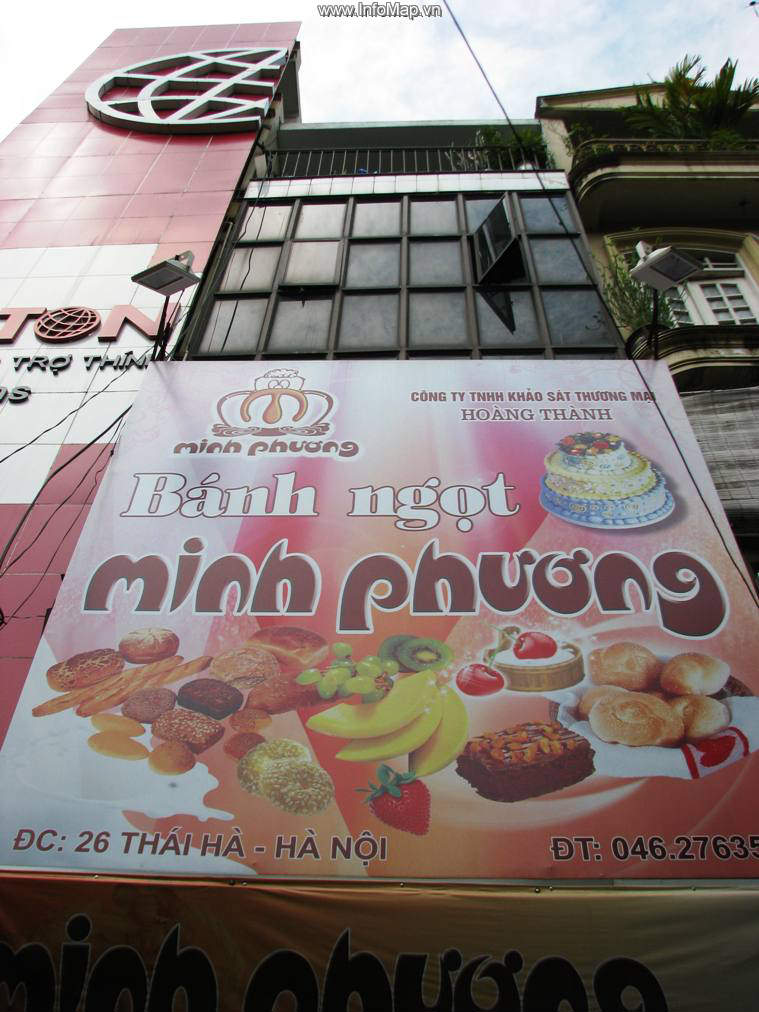 www.InfoMap.vn
TON
TRỢ THÍN
minh phương
CÔNG TY TNHH KHẢO SÁT THƯƠNG MẠI
HOÀNG THÀNH
Bánh ngọt
minh phương
ĐC: 26 THÁI HÀ - HÀ NỘI
ĐT: 046.27635
minh phương